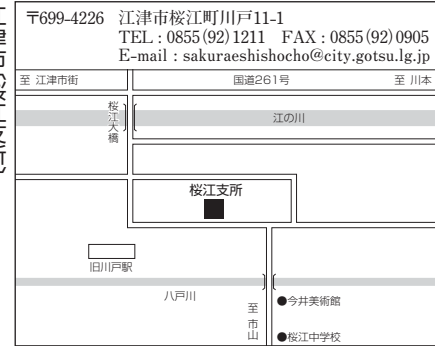 〒699-4226 江津市桜江町川戸11-1
TEL : 0855(92)1211 FAX : 0855(92)0905
E-mail : sakuraeshishocho@city.gotsu.lg.jp
至 江津市街 国道261号 至 川本
桜江大橋
江の川
桜江支所
旧川戸駅
八戸川
至 市山
●今井美術館
●桜江中学校